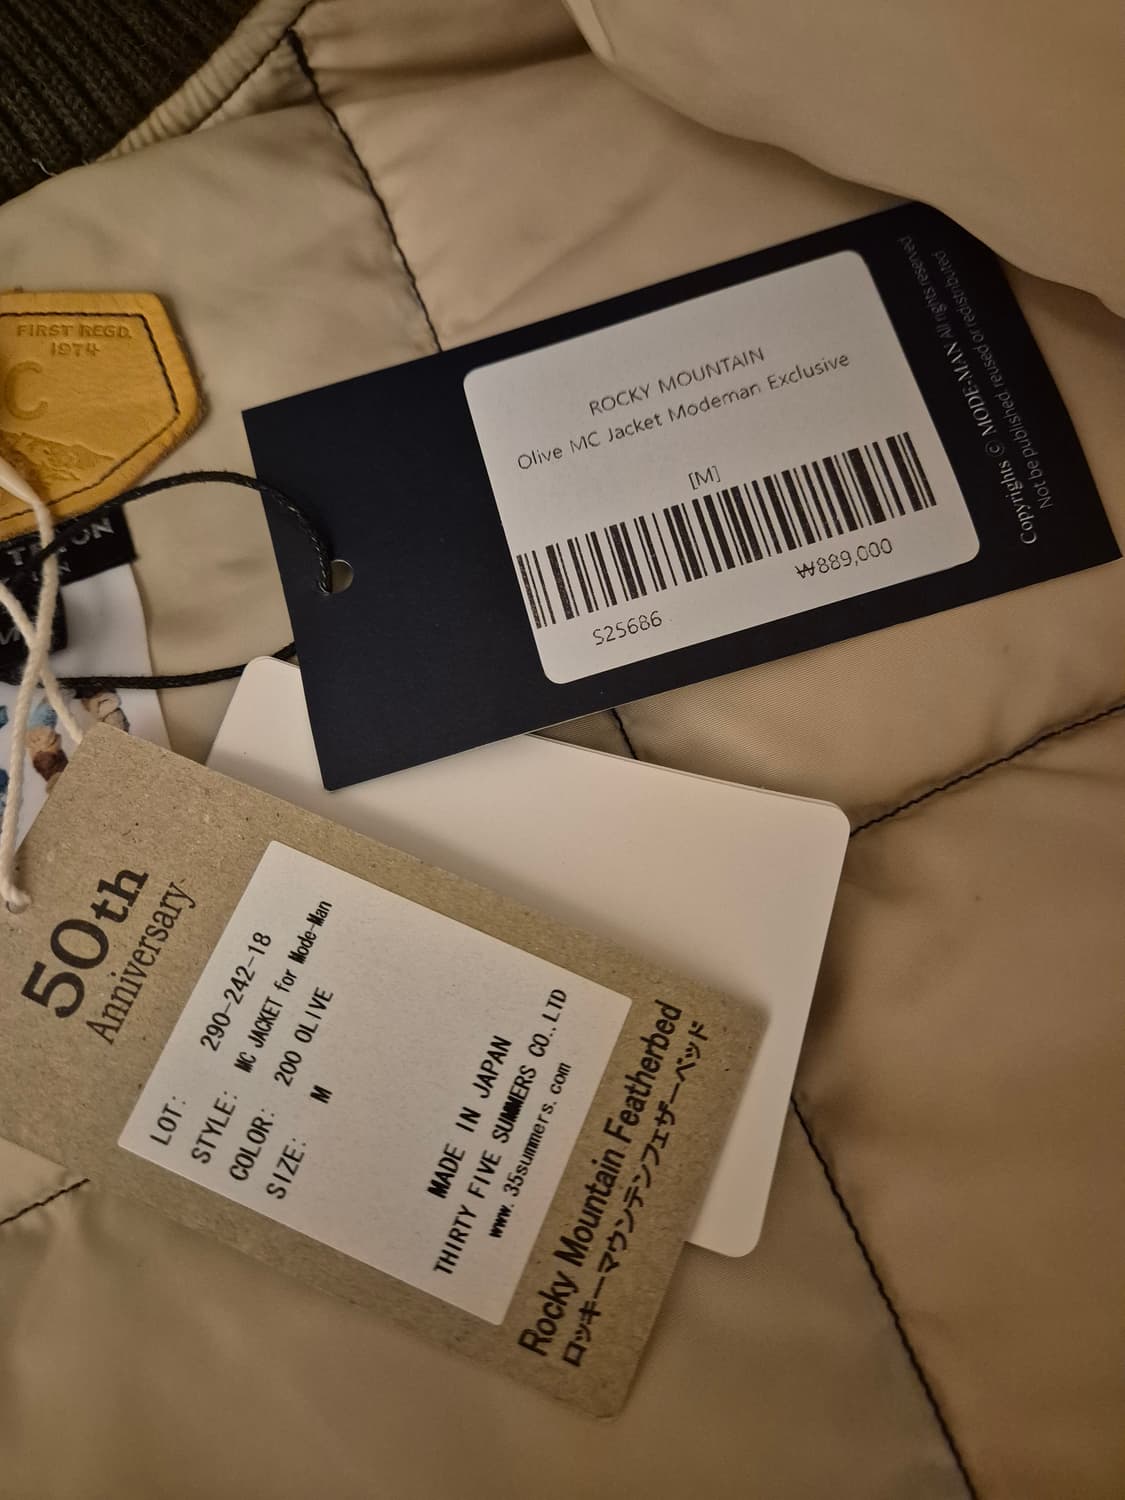 FIRST REGD.
1974
C
ROCKY MOUNTAIN
Olive MC Jacket Modeman Exclusive
[M]
₩889,000
S25686
Copyrights © MODE-MAN All rights reserved
Not be published, reused or redistributed
50th
Anniversary
LOT: 290-242-18
STYLE: MC JACKET for Mode-Man
COLOR: 200 OLIVE
SIZE: M
MADE IN JAPAN
THIRTY FIVE SUMMERS CO.,LTD
www.35summers.com
Rocky Mountain Featherbed
ロッキーマウンテンフェザーベッド